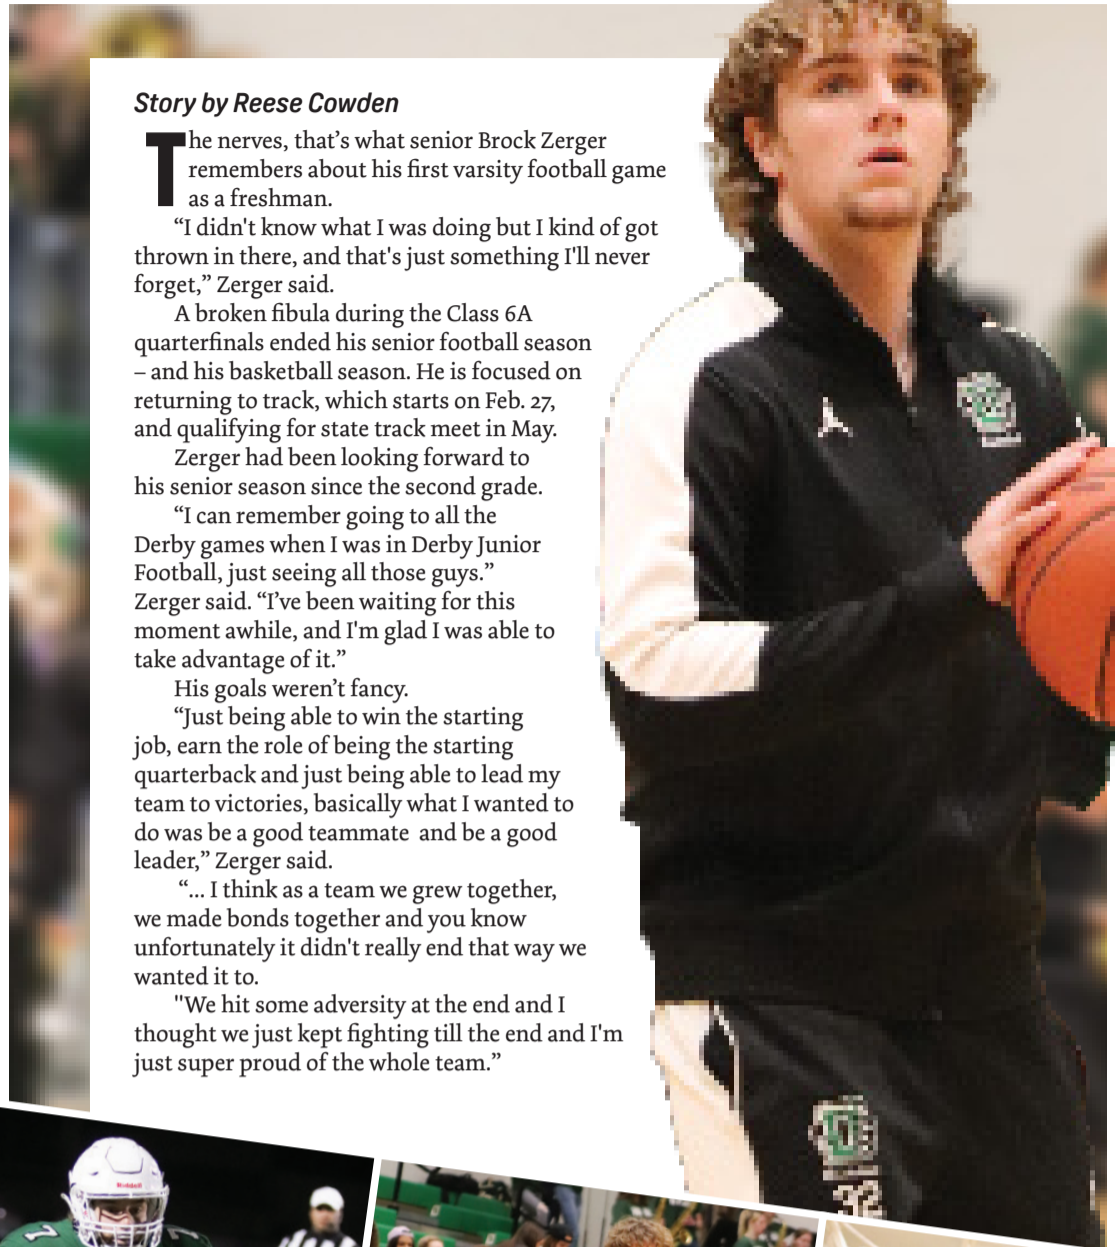 Story by Reese Cowden
The nerves, that’s what senior Brock Zerger
remembers about his first varsity football game
as a freshman.
“I didn't know what I was doing but I kind of got
thrown in there, and that's just something I'll never
forget,” Zerger said.
A broken fibula during the Class 6A
quarterfinals ended his senior football season
– and his basketball season. He is focused on
returning to track, which starts on Feb. 27,
and qualifying for state track meet in May.
Zerger had been looking forward to
his senior season since the second grade.
“I can remember going to all the
Derby games when I was in Derby Junior
Football, just seeing all those guys.”
Zerger said. “I’ve been waiting for this
moment awhile, and I'm glad I was able to
take advantage of it.”
His goals weren’t fancy.
“Just being able to win the starting
job, earn the role of being the starting
quarterback and just being able to lead my
team to victories, basically what I wanted to
do was be a good teammate  and be a good
leader,” Zerger said.
“... I think as a team we grew together,
we made bonds together and you know
unfortunately it didn't really end that way we
wanted it to.
"We hit some adversity at the end and I
thought we just kept fighting till the end and I'm
just super proud of the whole team.”
32
Riddell
7